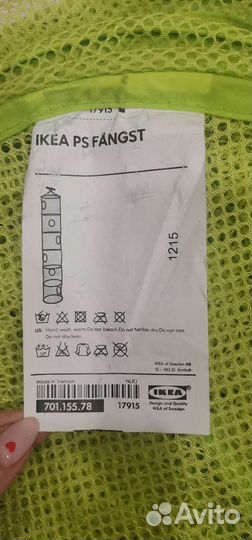 17915
IKEA PS FÅNGST
1215
US: Hand wash, warm. Do not bleach. Do not tumble dry. Do not iron.
Do not dryclean.
IKEA of Sweden AB
Made in Vietnam
NLRJ
701.155.78
17915
IKEA
Design and Quality
IKEA of Sweden
Avito